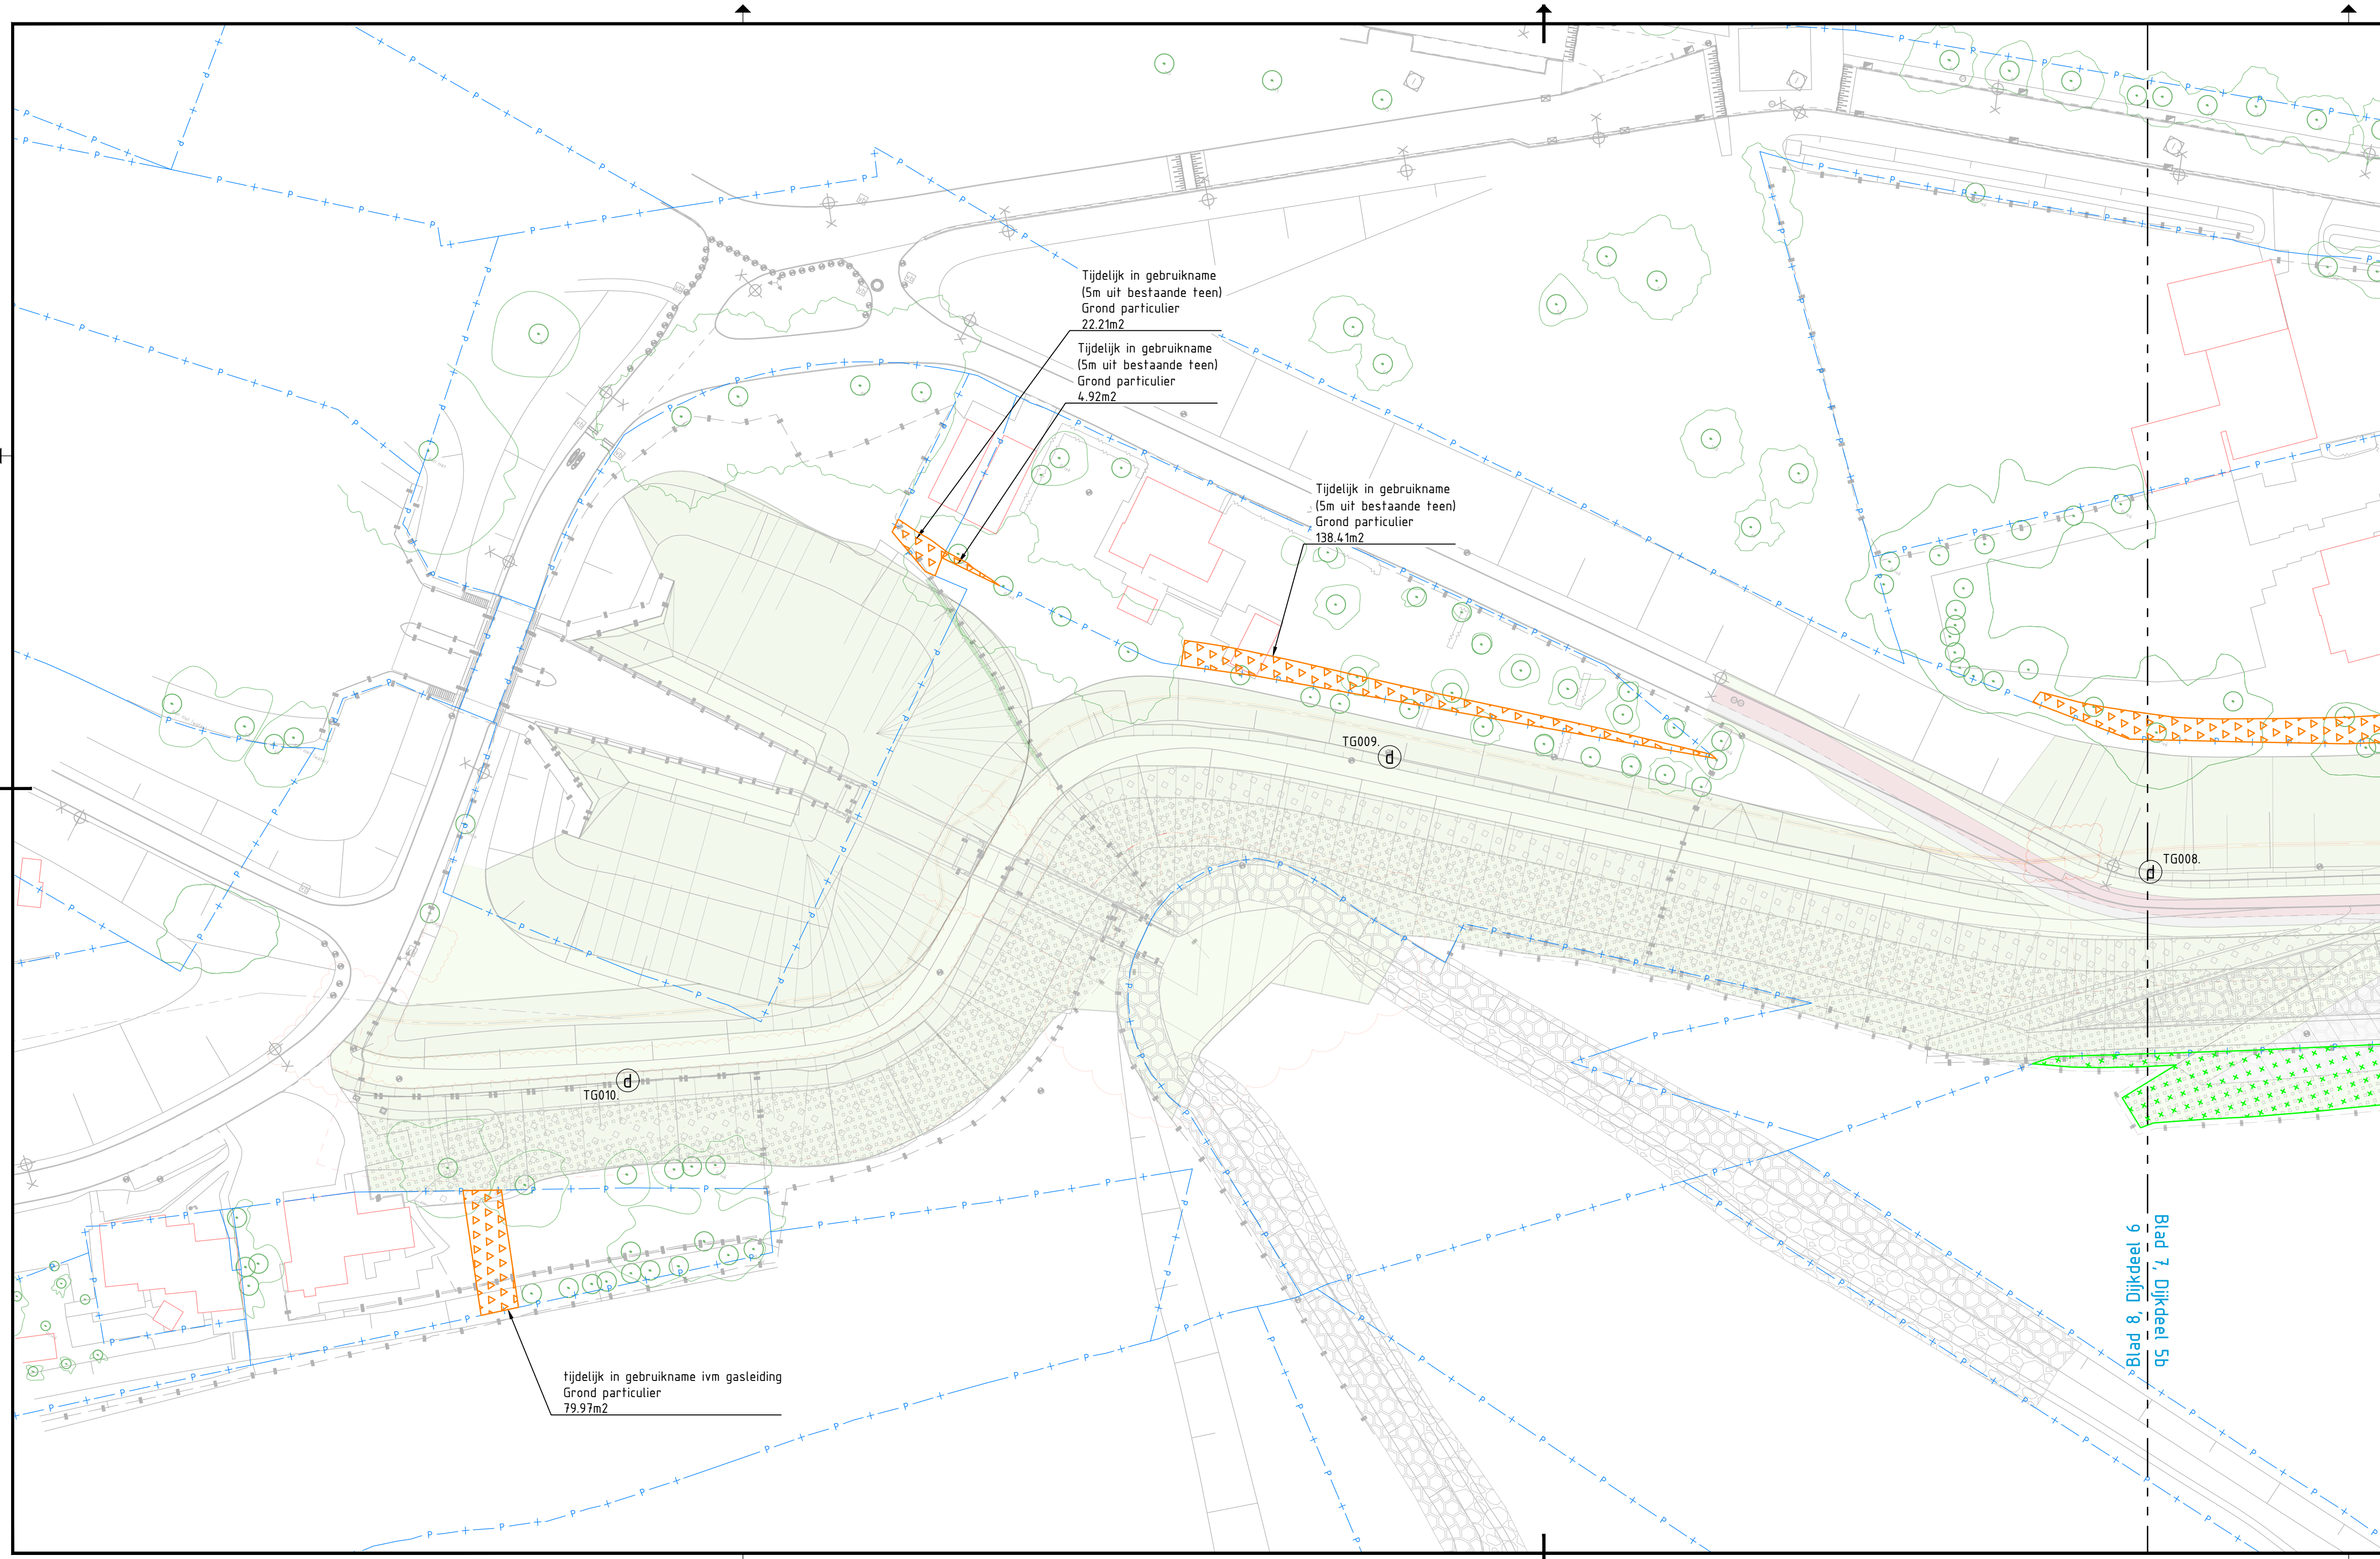 Tijdelijk in gebruikname
(5m uit bestaande teen)
Grond particulier
22.21m2
Tijdelijk in gebruikname
(5m uit bestaande teen)
Grond particulier
4.92m2
Tijdelijk in gebruikname
(5m uit bestaande teen)
Grond particulier
138.41m2
TG009.
d
TG008.
d
d
TG010.
Blad 7, Dijkdeel 5b
Blad 8, Dijkdeel 6
tijdelijk in gebruikname ivm gasleiding
Grond particulier
79.97m2